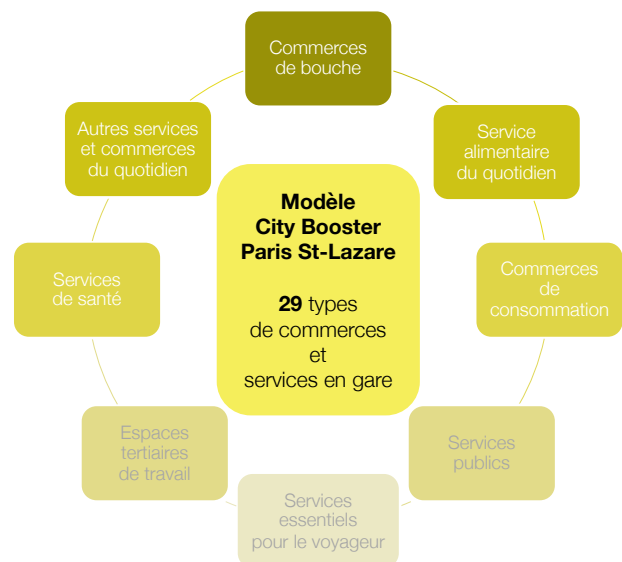 Commerces
de bouche
Autres services
et commerces
du quotidien
Service
alimentaire
du quotidien
Modèle
City Booster
Paris St-Lazare
29 types
de commerces
et
services en gare
Services
de santé
Commerces
de
consommation
Espaces
tertiaires
de travail
Services
publics
Services
essentiels
pour le voyageur